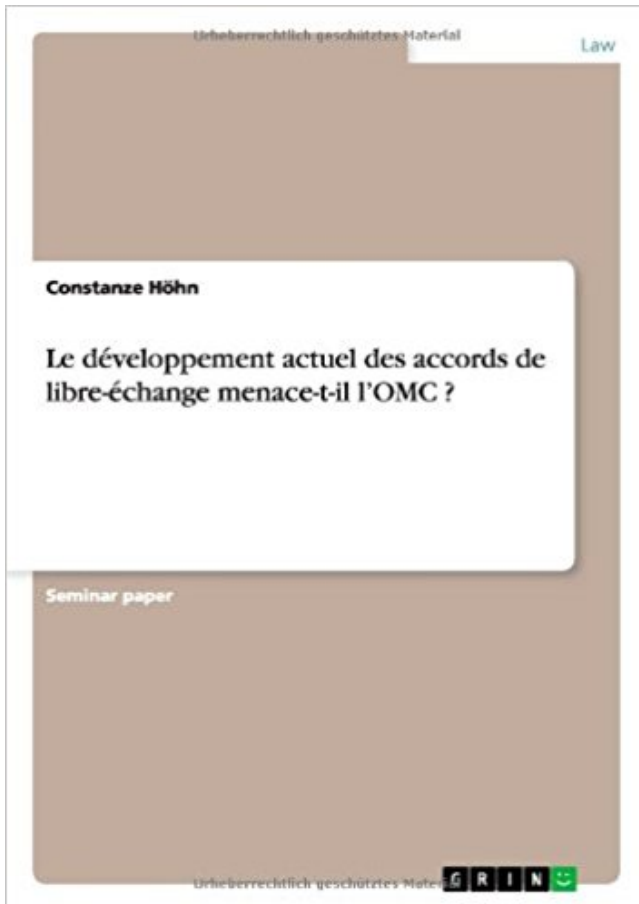 Urheberrechtlich geschütztes Material
Law
Constanze Höhn
Le développement actuel des accords de
libre-échange menace-t-il l’OMC ?
Seminar paper
Urheberrechtlich geschütztes Mate
GRIN